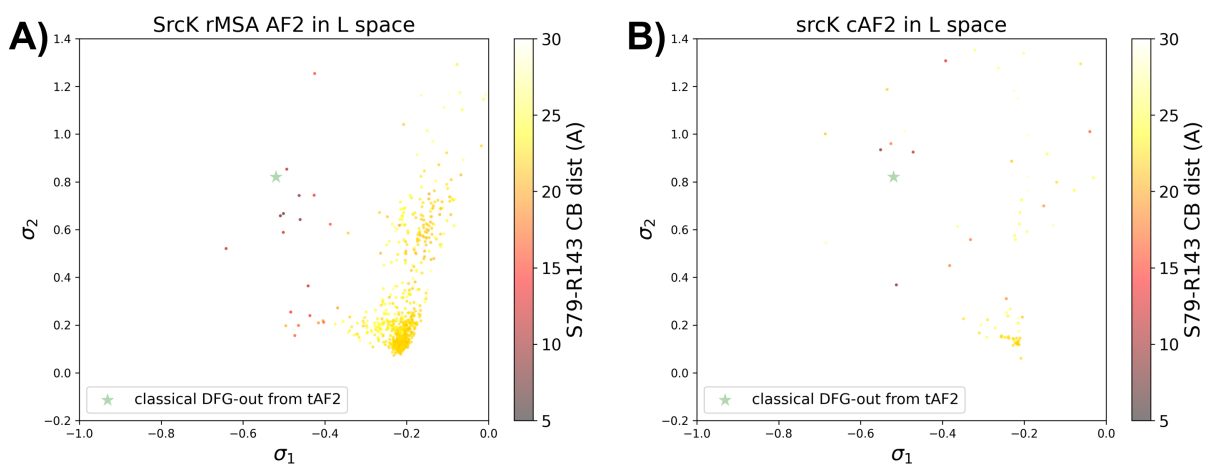 A)
SrcK rMSA AF2 in L space
1.4
1.2
1.0
0.8
0.6
0.4
0.2
0.0
−0.2
σ2
−1.0 −0.8 −0.6 −0.4 −0.2 0.0
σ1
classical DFG-out from tAF2
30
25
20
15
10
5
S79-R143 CB dist (A)
B)
srcK cAF2 in L space
1.4
1.2
1.0
0.8
0.6
0.4
0.2
0.0
−0.2
σ2
−1.0 −0.8 −0.6 −0.4 −0.2 0.0
σ1
classical DFG-out from tAF2
30
25
20
15
10
5
S79-R143 CB dist (A)